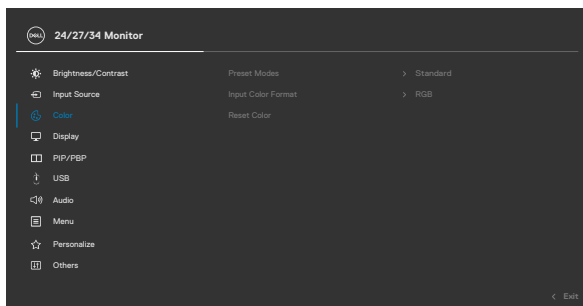 DELL 24/27/34 Monitor
Brightness/Contrast Preset Modes > Standard
Input Source Input Color Format > RGB
Color Reset Color
Display
PIP/PBP
USB
Audio
Menu
Personalize
Others
< Exit